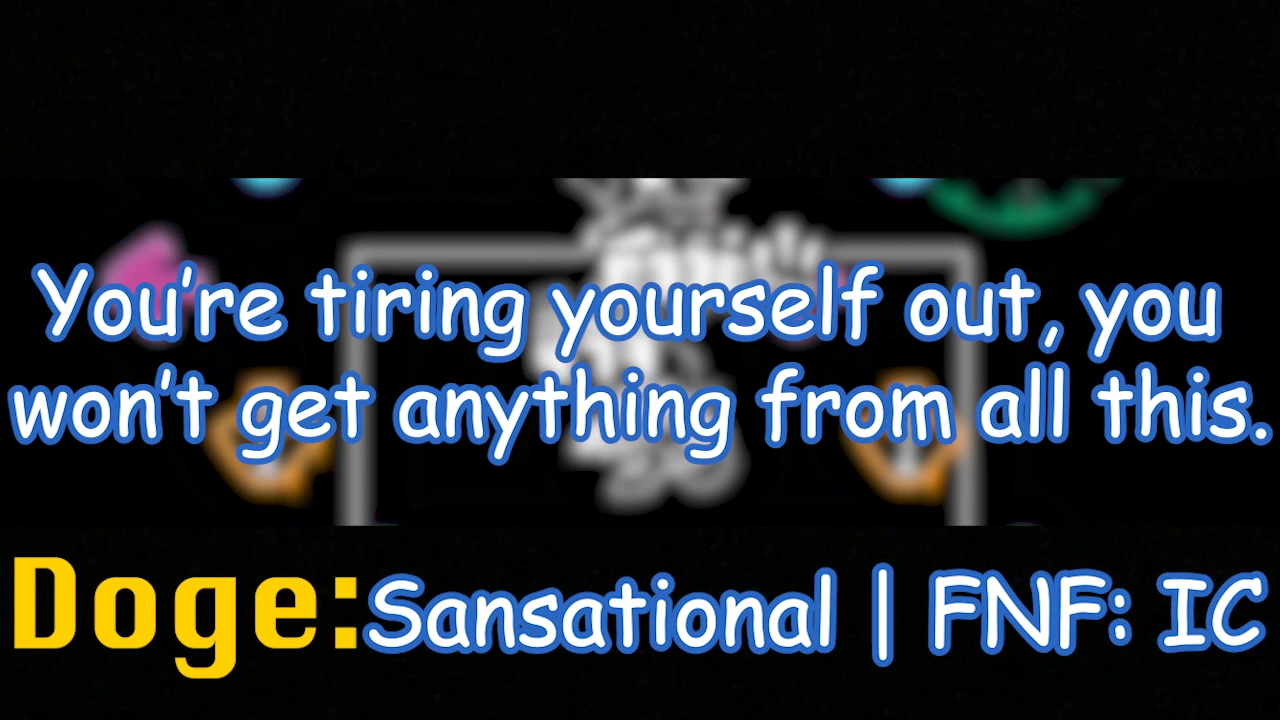 You're tiring yourself out, you
won't get anything from all this.
Doge: Sansational | FNF: IC